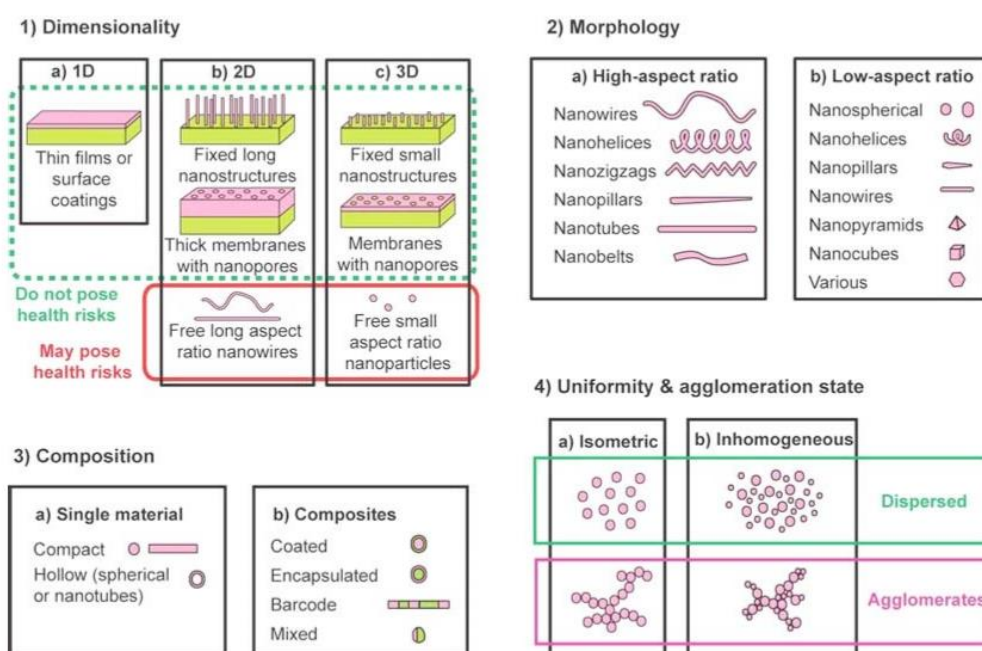 1) Dimensionality
a) 1D
Thin films or
surface
coatings
b) 2D
Fixed long
nanostructures
Thick membranes
with nanopores
Free long aspect
ratio nanowires
c) 3D
Fixed small
nanostructures
Membranes
with nanopores
Free small
aspect ratio
nanoparticles
Do not pose
health risks
May pose
health risks
2) Morphology
a) High-aspect ratio
Nanowires
Nanohelices
Nanozigzags
Nanopillars
Nanotubes
Nanobelts
b) Low-aspect ratio
Nanospherical
Nanohelices
Nanopillars
Nanowires
Nanopyramids
Nanocubes
Various
3) Composition
a) Single material
Compact
Hollow (spherical
or nanotubes)
b) Composites
Coated
Encapsulated
Barcode
Mixed
4) Uniformity & agglomeration state
a) Isometric
b) Inhomogeneous
Dispersed
Agglomerates